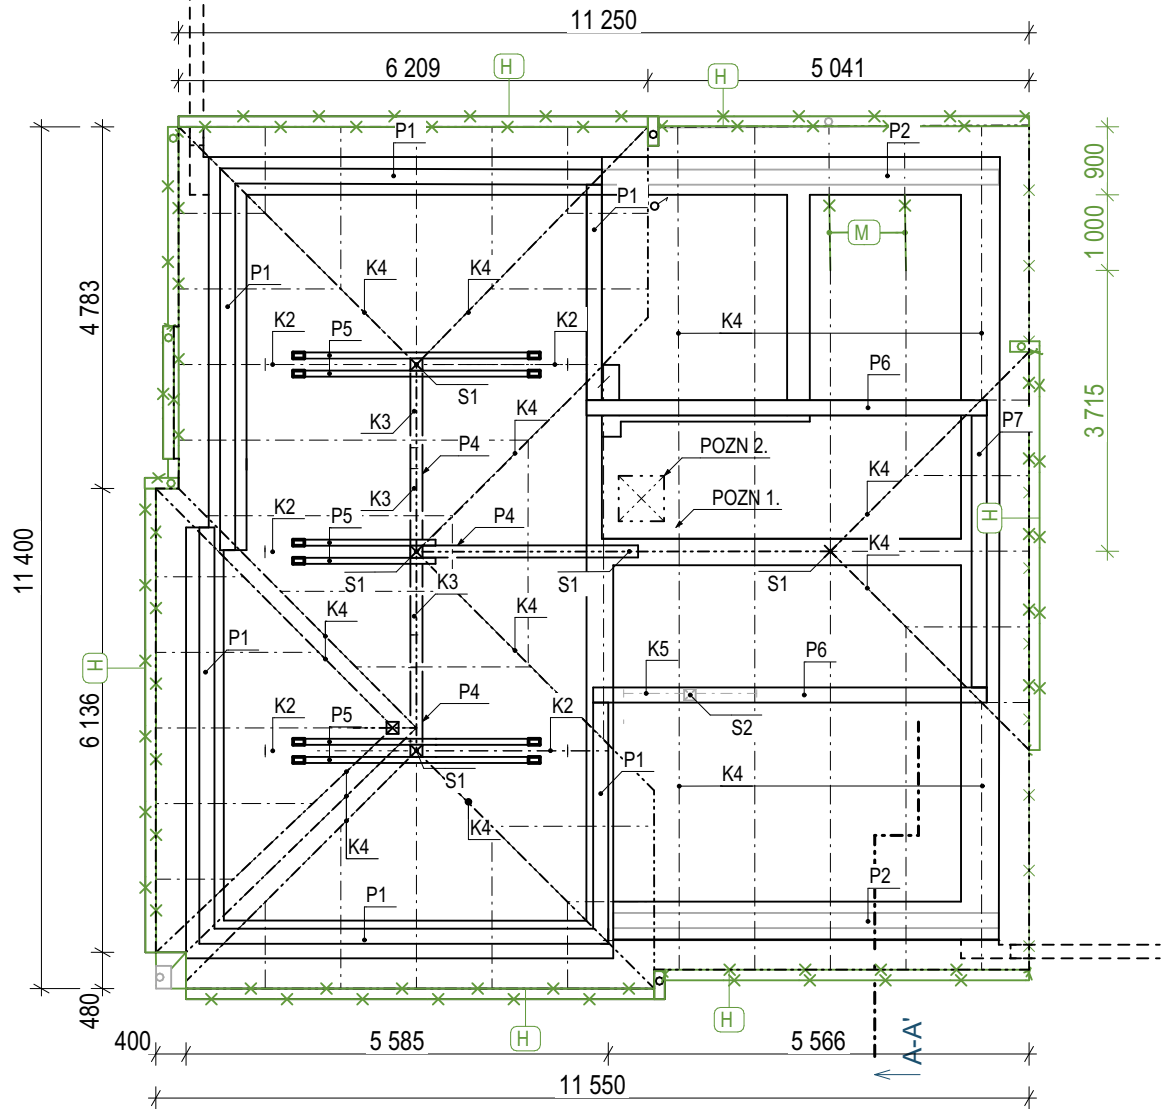 11 250
6 209
5 041
H
H
P1
P2
900
P1
M
1 000
P1
K4
K4
4 783
K2
P5
K2
K4
P6
S1
3 715
K3
K4
P7
P4
POZN 2.
K4
K3
POZN 1.
K2
P5
P4
H
11 400
K4
S1
K3
S1
S1
K4
K4
P1
H
K5
P6
K2
P5
P4
K2
S2
6 136
S1
P1
K4
K4
K4
P2
P1
480
H
H
A-A'
400
5 585
5 566
11 550